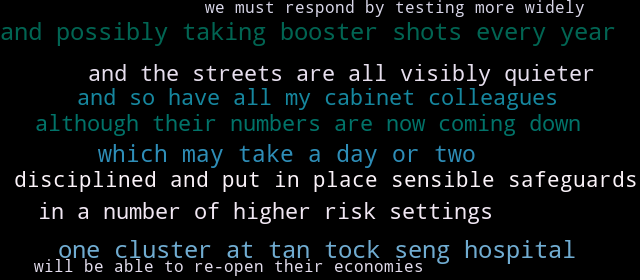 we must respond by testing more widely
and possibly taking booster shots every year
and the streets are all visibly quieter
and so have all my cabinet colleagues
although their numbers are now coming down
which may take a day or two
disciplined and put in place sensible safeguards
in a number of higher risk settings
one cluster at tan tock seng hospital
will be able to re-open their economies